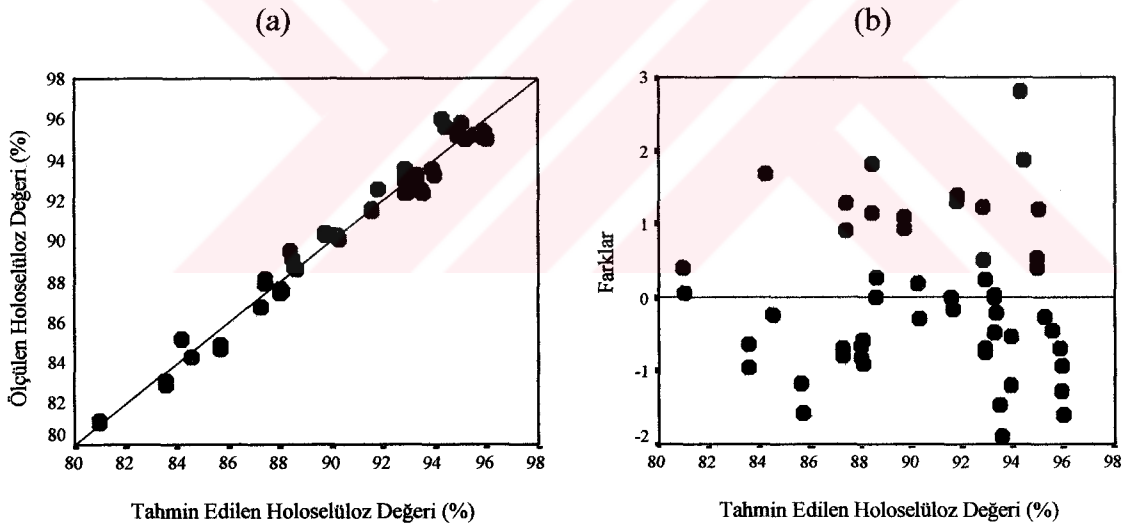 (a)
(b)
Ölçülen Holoselüloz Değeri (%)
98
96
94
92
90
88
86
84
82
80
80 82 84 86 88 90 92 94 96 98
Tahmin Edilen Holoselüloz Değeri (%)
Farklar
3
2
1
0
-1
-2
80 82 84 86 88 90 92 94 96 98
Tahmin Edilen Holoselüloz Değeri (%)